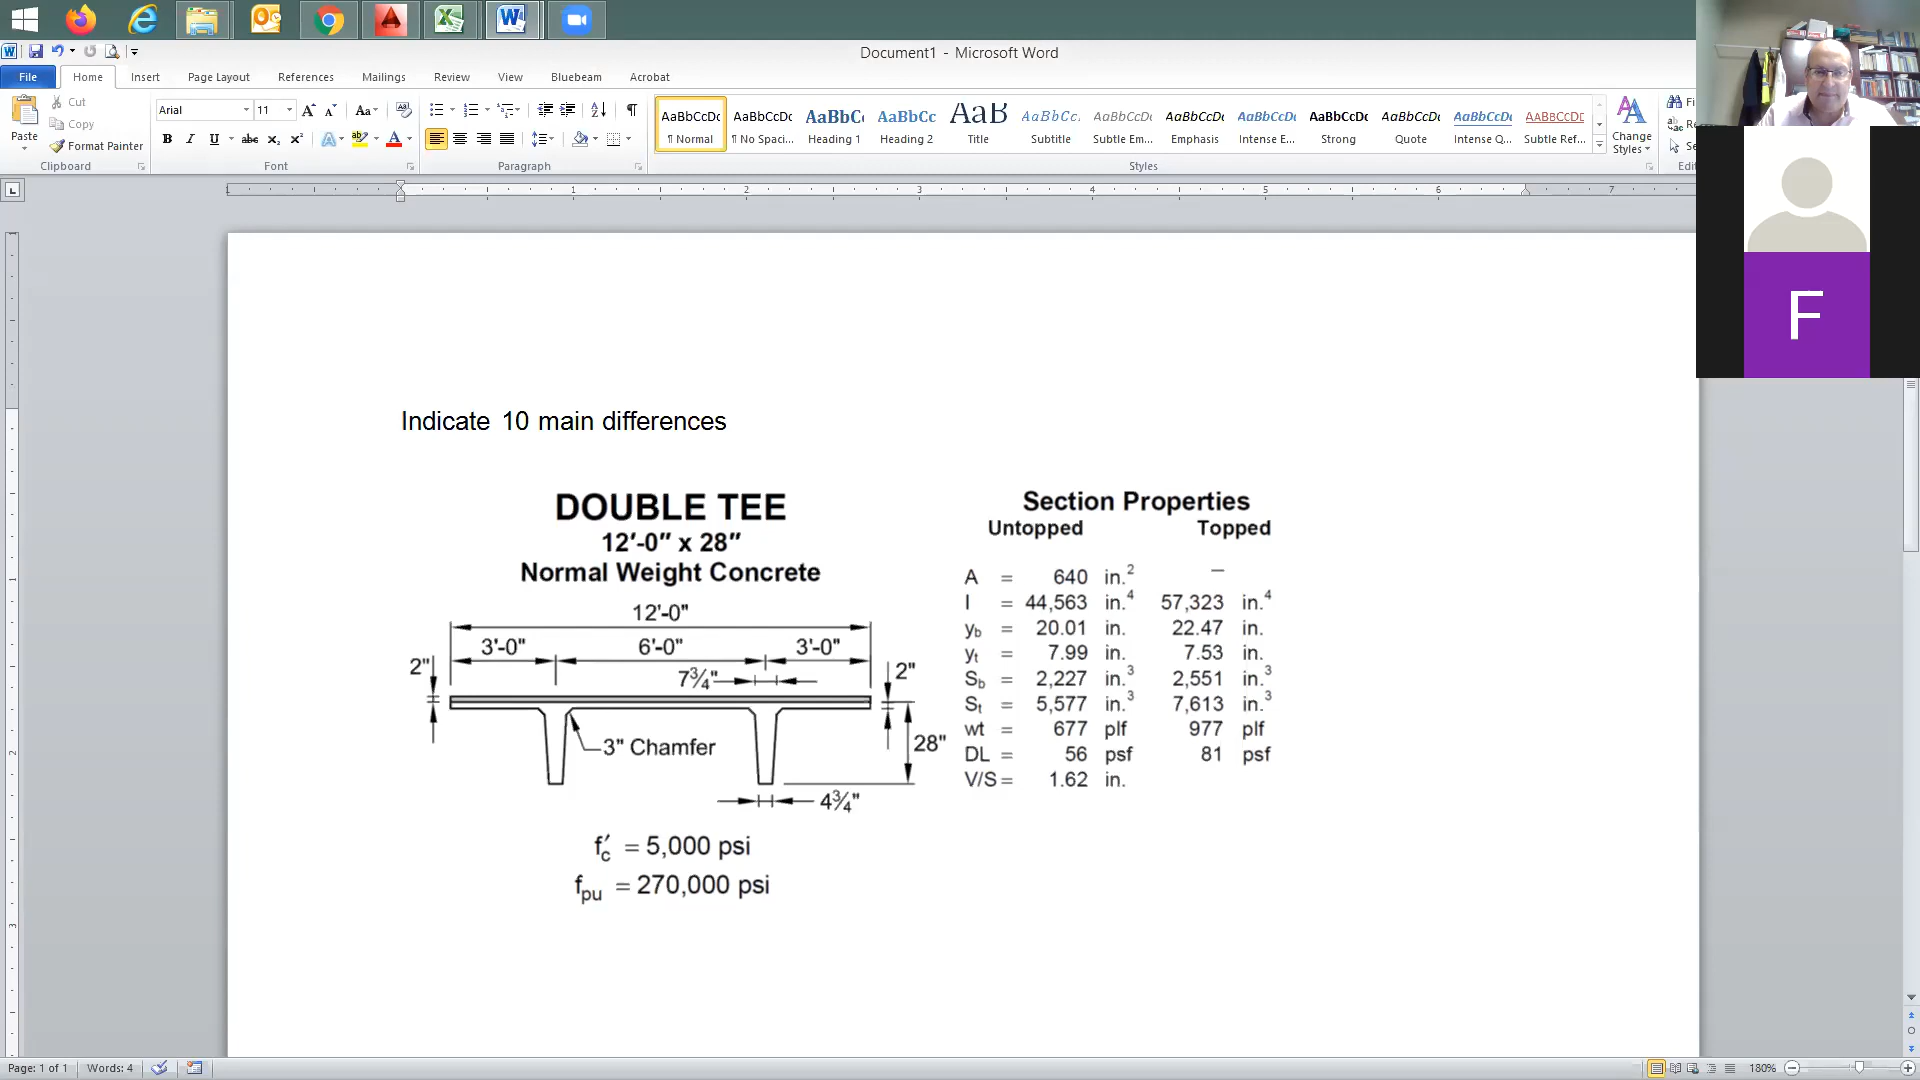 Document1 - Microsoft Word
File Home Insert Page Layout References Mailings Review View Bluebeam Acrobat
Paste
Cut
Copy
Format Painter
Clipboard
Arial 11
Font
Paragraph
AaBbCcDc AaBbCcDc AaBbC AaBbCc AaB AaBbCc. AaBbCcDc AaBbCcDc AaBbCcDc AaBbCcDc AaBbCcDc AaBbCcDc AABBCCDC
¶ Normal ¶ No Spaci... Heading 1 Heading 2 Title Subtitle Subtle Em... Emphasis Intense E... Strong Quote Intense Q... Subtle Ref...
Styles
Change Styles
F
Indicate 10 main differences
DOUBLE TEE
12′-0″ x 28″
Normal Weight Concrete
12'-0"
3'-0" 6'-0" 3'-0"
2" 7¾" 2"
3" Chamfer
28"
4¾"
f′c = 5,000 psi
fpu = 270,000 psi
Section Properties
Untopped Topped
A = 640 in.² —
I = 44,563 in.⁴ 57,323 in.⁴
yb = 20.01 in. 22.47 in.
yt = 7.99 in. 7.53 in.
Sb = 2,227 in.³ 2,551 in.³
St = 5,577 in.³ 7,613 in.³
wt = 677 plf 977 plf
DL = 56 psf 81 psf
V/S = 1.62 in.
Page: 1 of 1 Words: 4 180%